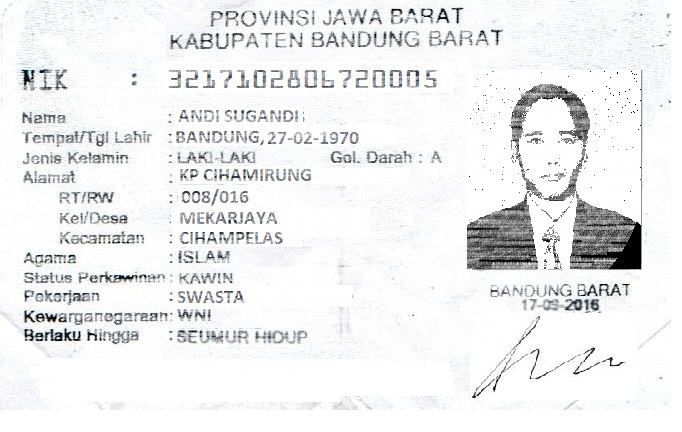 PROVINSI JAWA BARAT
KABUPATEN BANDUNG BARAT
NIK : 3217102806720005
Nama : ANDI SUGANDI
Tempat/Tgl Lahir : BANDUNG, 27-02-1970
Jenis Kelamin : LAKI-LAKI Gol. Darah : A
Alamat : KP CIHAMIRUNG
RT/RW : 008/016
Kel/Desa : MEKARJAYA
Kecamatan : CIHAMPELAS
Agama : ISLAM
Status Perkawinan : KAWIN
Pekerjaan : SWASTA
Kewarganegaraan : WNI
Berlaku Hingga : SEUMUR HIDUP
BANDUNG BARAT
17-09-2016